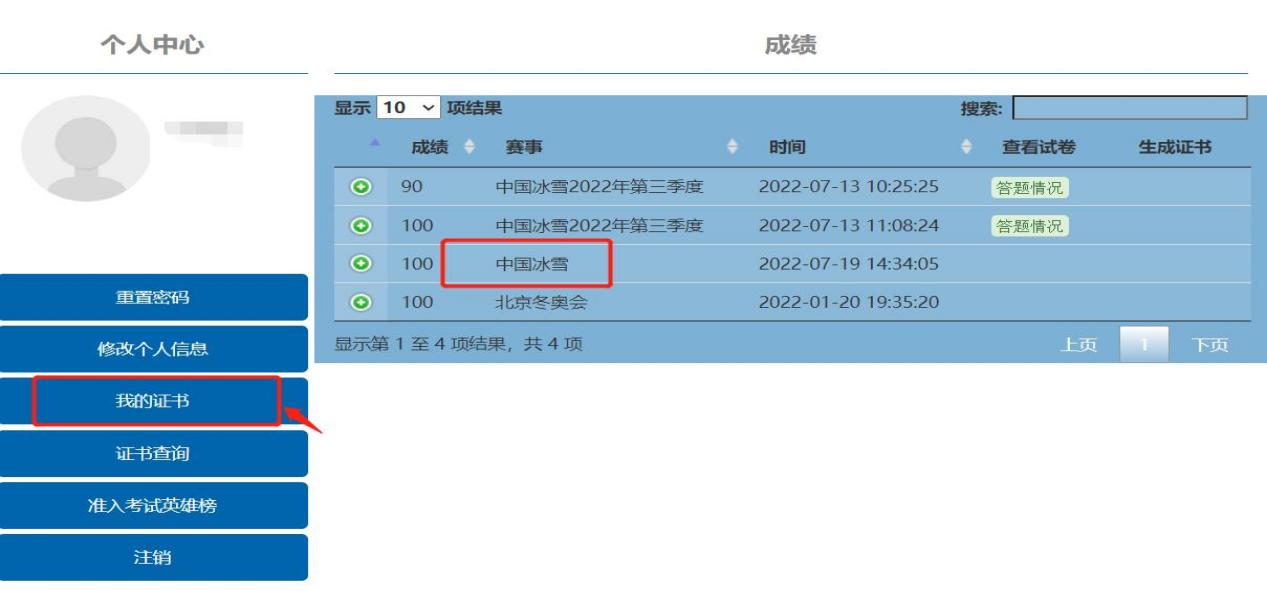 个人中心
成绩
显示 10 项结果 搜索:
成绩 赛事 时间 查看试卷 生成证书
90 中国冰雪2022年第三季度 2022-07-13 10:25:25 答题情况
100 中国冰雪2022年第三季度 2022-07-13 11:08:24 答题情况
100 中国冰雪 2022-07-19 14:34:05
100 北京冬奥会 2022-01-20 19:35:20
显示第 1 至 4 项结果，共 4 项 上页 1 下页
重置密码
修改个人信息
我的证书
证书查询
准入考试英雄榜
注销